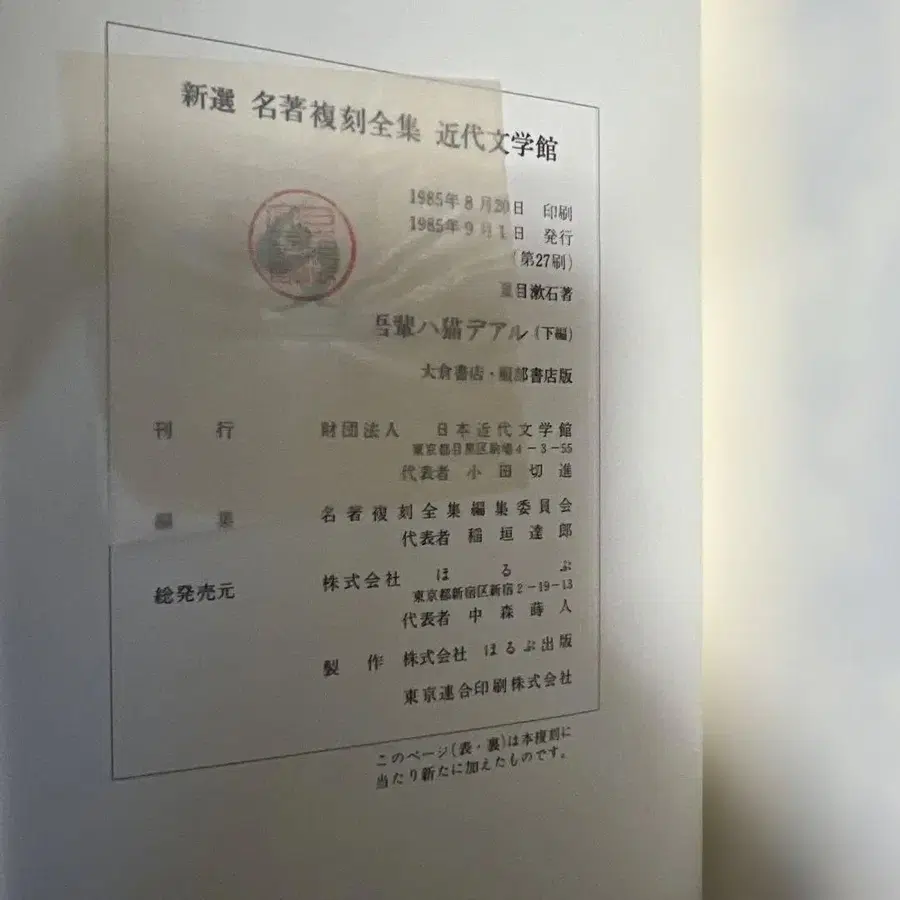 新選 名著複刻全集 近代文学館
1985年8月20日 印刷
1985年9月1日 発行
(第27刷)
夏目漱石著
吾輩ハ猫デアル(下編)
大倉書店・服部書店版
刊 行 財団法人 日本近代文学館
東京都目黒区駒場4-3-55
代表者 小田切進
編 集 名著複刻全集編集委員会
代表者 稲垣達郎
総発売元 株式会社 ほるぷ
東京都新宿区新宿2-19-13
代表者 中森蒔人
製 作 株式会社 ほるぷ出版
東京連合印刷株式会社
このページ(表・裏)は本複刻に
当たり新たに加えたものです。